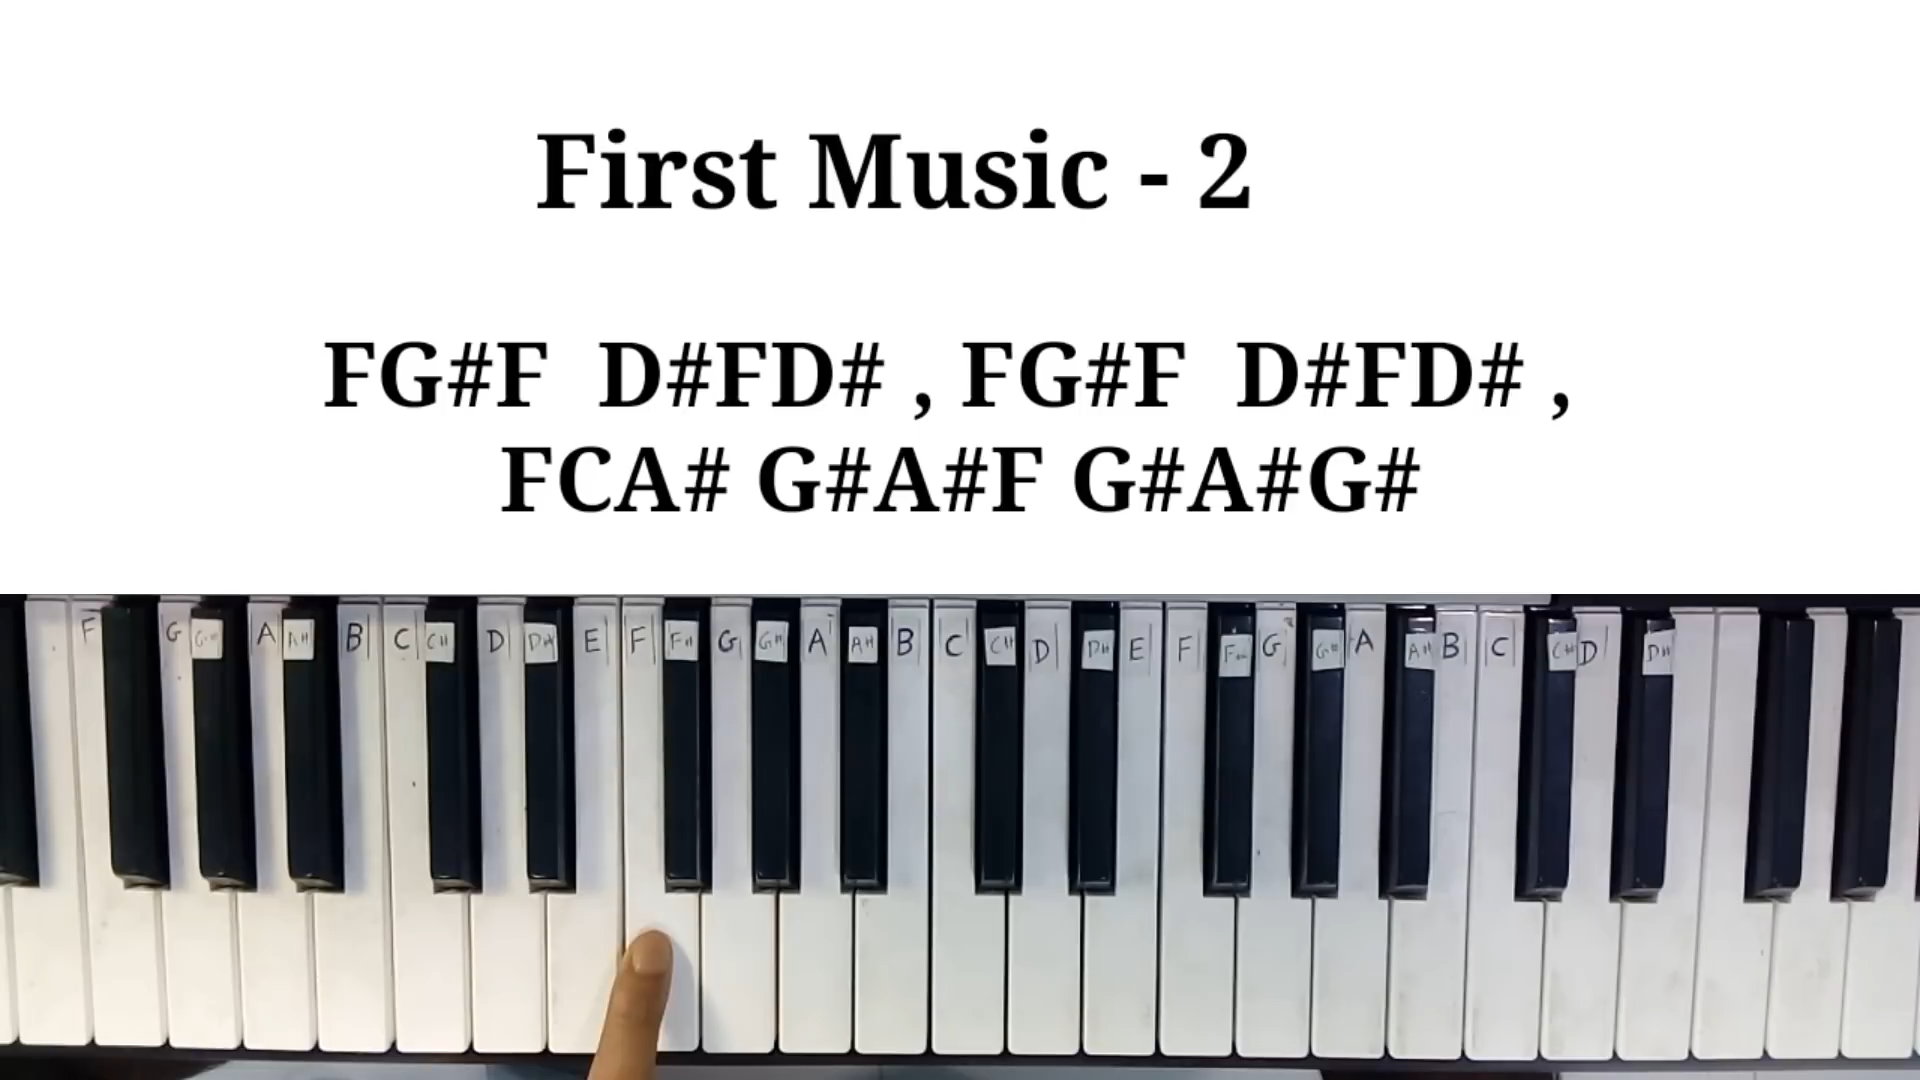 First Music - 2
FG#F D#FD# , FG#F D#FD# ,
FCA# G#A#F G#A#G#
F G G# A A# B C C# D D# E F F# G G# A A# B C C# D D# E F F# G G# A A# B C C# D D#